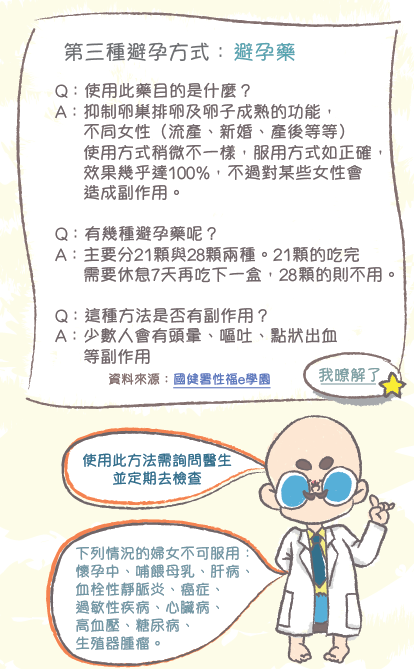 第三種避孕方式：避孕藥
Q：使用此藥目的是什麼？
A：抑制卵巢排卵及卵子成熟的功能，
不同女性（流產、新婚、產後等等）
使用方式稍微不一樣，服用方式如正確，
效果幾乎達100%，不過對某些女性會
造成副作用。
Q：有幾種避孕藥呢？
A：主要分21顆與28顆兩種。21顆的吃完
需要休息7天再吃下一盒，28顆的則不用。
Q：這種方法是否有副作用？
A：少數人會有頭暈、嘔吐、點狀出血
等副作用
資料來源：國健署性福e學園
我瞭解了
使用此方法需詢問醫生
並定期去檢查
下列情況的婦女不可服用：
懷孕中、哺餵母乳、肝病、
血栓性靜脈炎、癌症、
過敏性疾病、心臟病、
高血壓、糖尿病、
生殖器腫瘤。